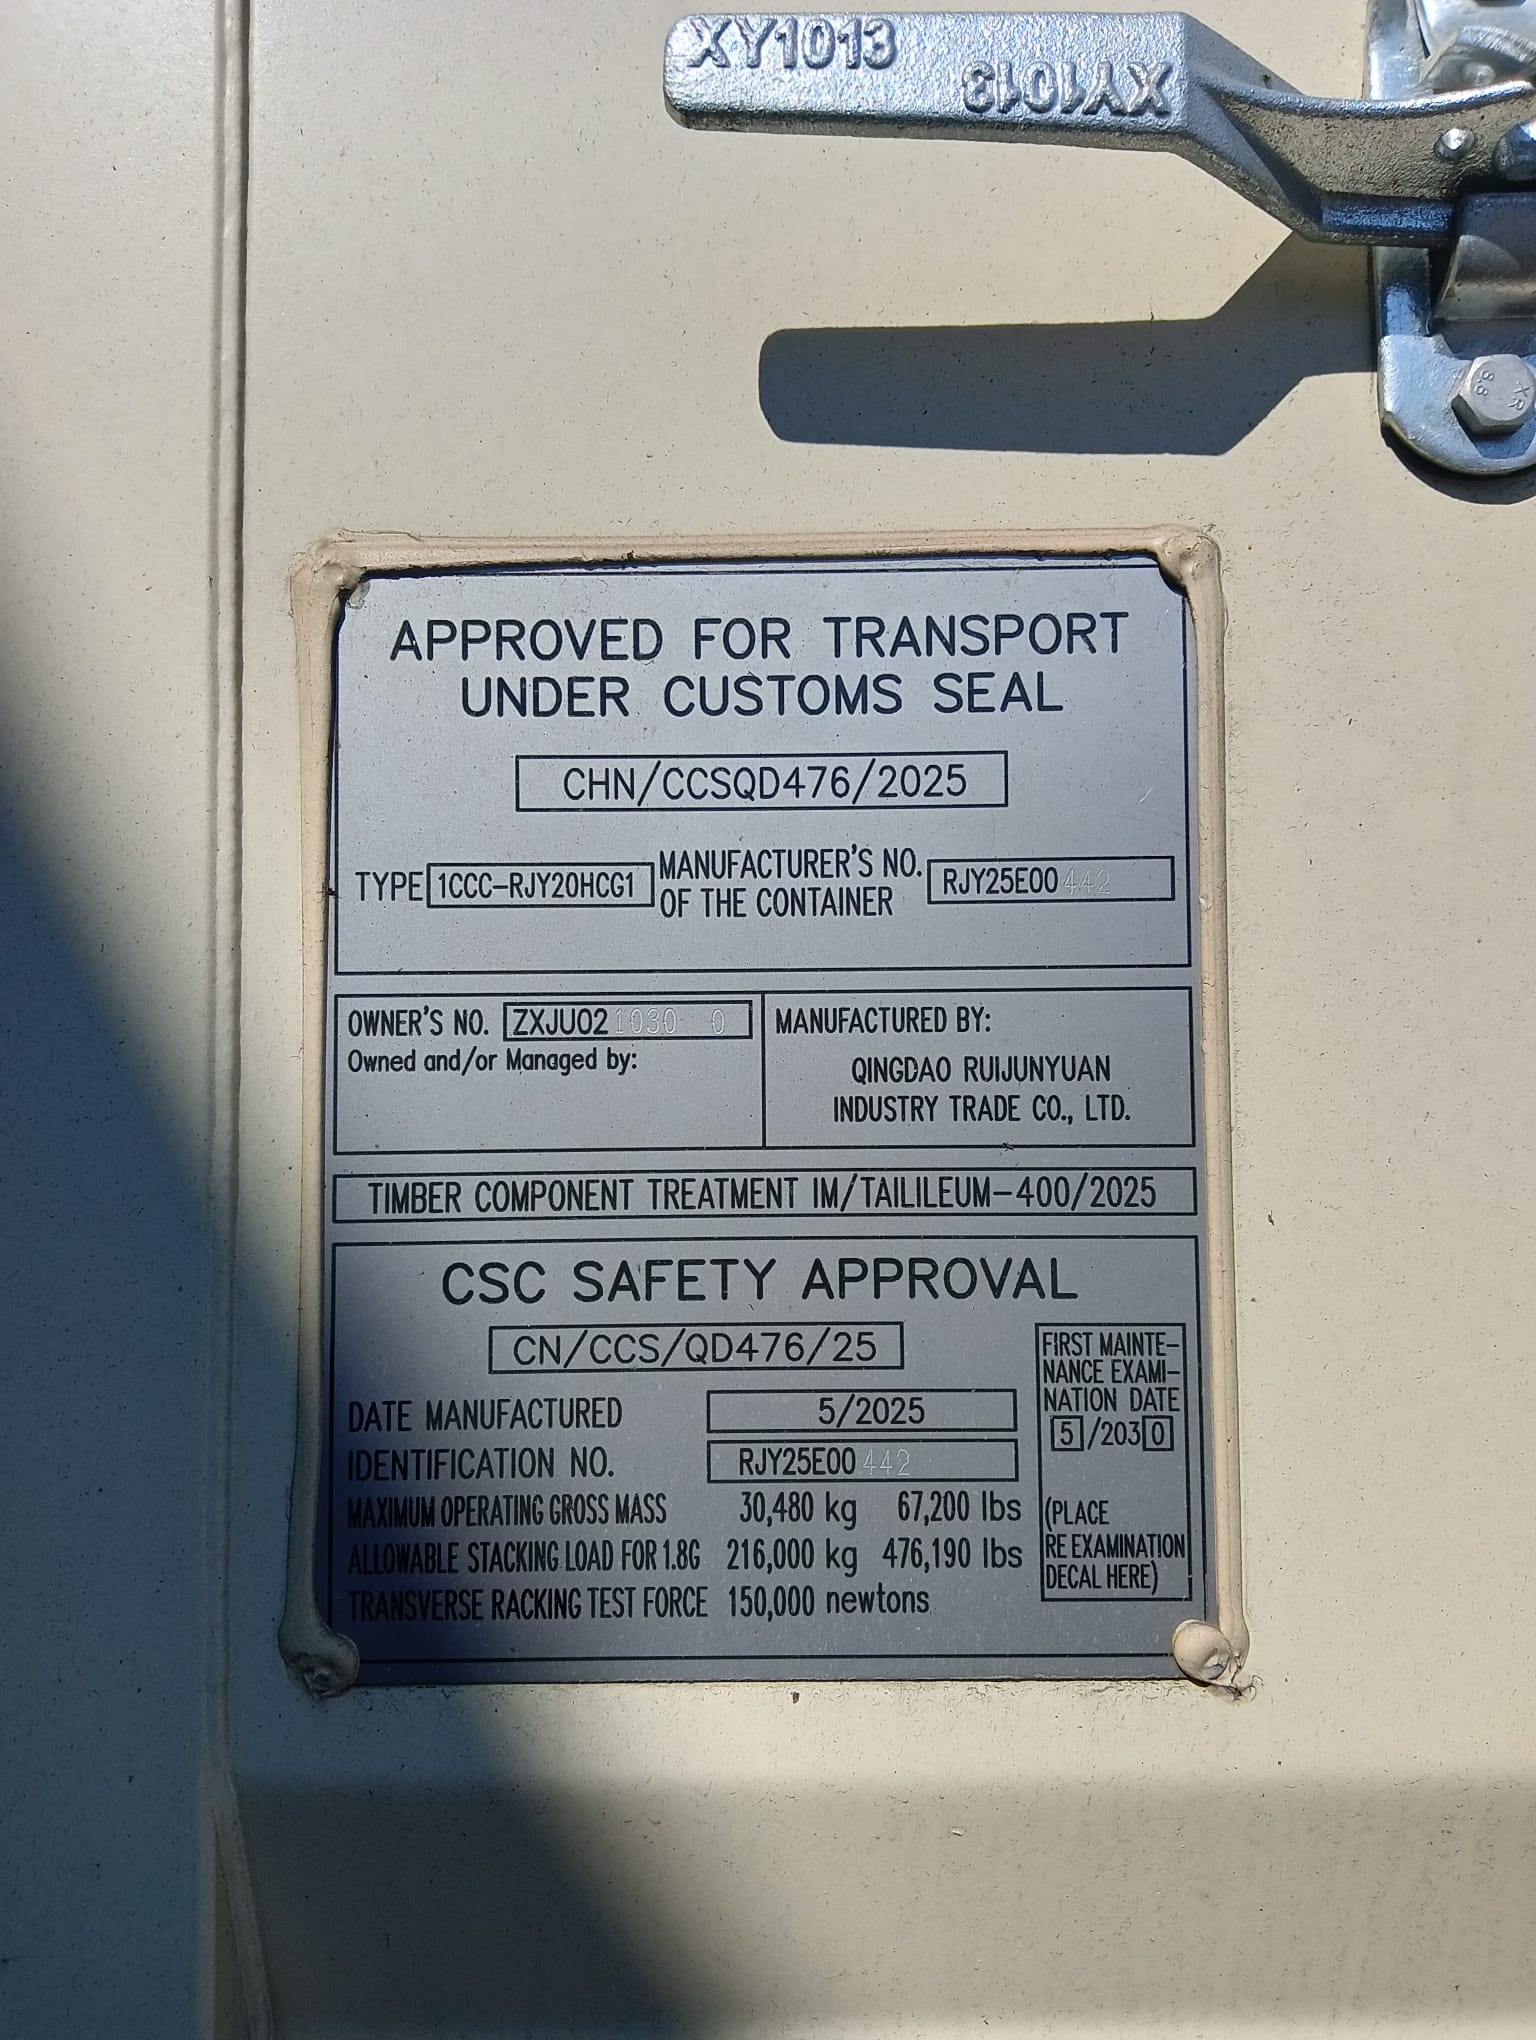 XY1013
XY1013
8.8
XR
APPROVED FOR TRANSPORT
UNDER CUSTOMS SEAL
CHN/CCSQD476/2025
TYPE 1CCC-RJY20HCG1 MANUFACTURER'S NO.
OF THE CONTAINER RJY25E00442
OWNER'S NO. ZXJU021030 0
Owned and/or Managed by:
MANUFACTURED BY:
QINGDAO RUIJUNYUAN
INDUSTRY TRADE CO., LTD.
TIMBER COMPONENT TREATMENT IM/TAILILEUM-400/2025
CSC SAFETY APPROVAL
CN/CCS/QD476/25
DATE MANUFACTURED 5/2025
IDENTIFICATION NO. RJY25E00442
MAXIMUM OPERATING GROSS MASS 30,480 kg 67,200 lbs
ALLOWABLE STACKING LOAD FOR 1.8G 216,000 kg 476,190 lbs
TRANSVERSE RACKING TEST FORCE 150,000 newtons
FIRST MAINTE-
NANCE EXAMI-
NATION DATE
5/2030
(PLACE
RE EXAMINATION
DECAL HERE)